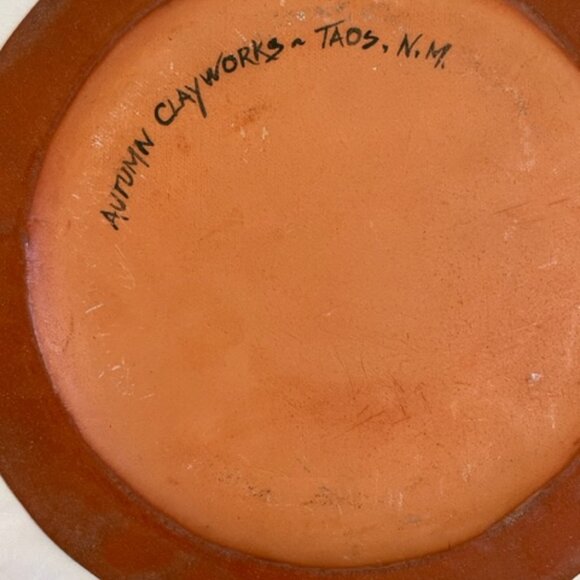 AUTUMN CLAYWORKS ~ TAOS, N.M.